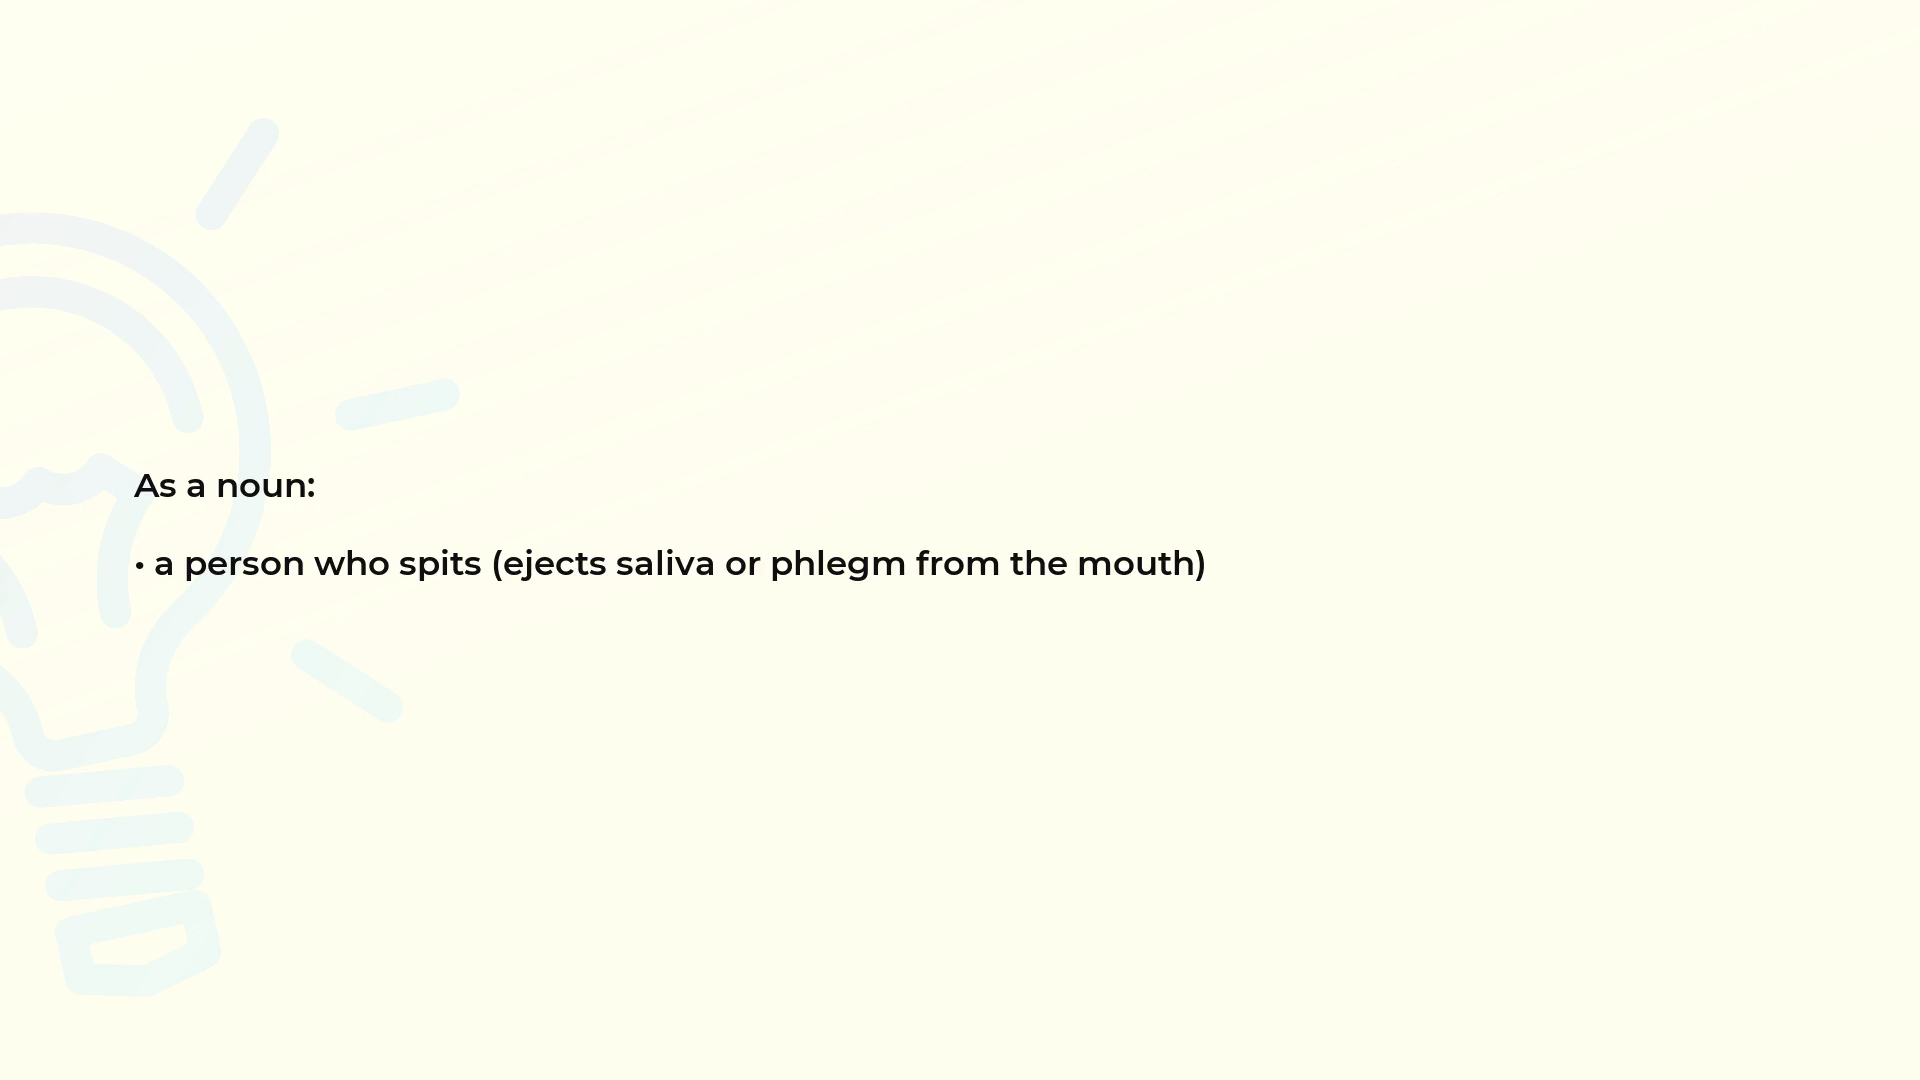 As a noun:
• a person who spits (ejects saliva or phlegm from the mouth)